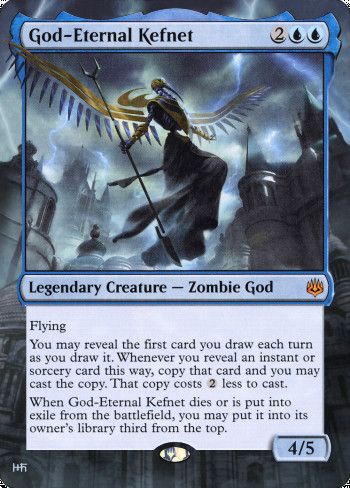 God-Eternal Kefnet 2
Legendary Creature — Zombie God
Flying
You may reveal the first card you draw each turn
as you draw it. Whenever you reveal an instant or
sorcery card this way, copy that card and you may
cast the copy. That copy costs 2 less to cast.
When God-Eternal Kefnet dies or is put into
exile from the battlefield, you may put it into its
owner's library third from the top.
4/5